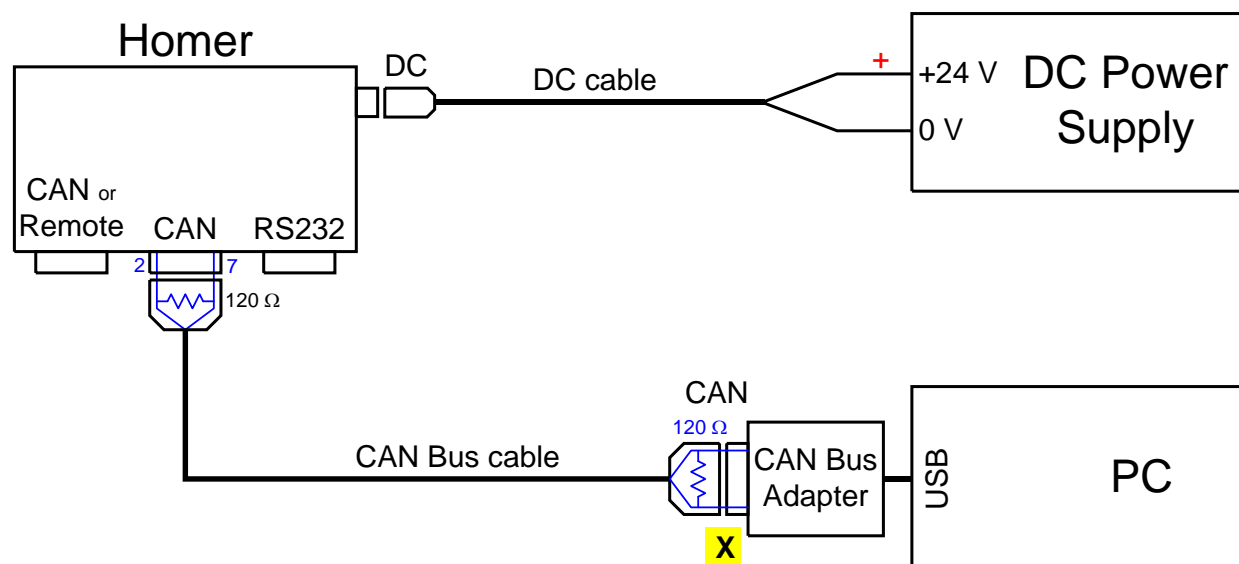 Homer
DC
DC cable
+
+24 V
0 V
DC Power
Supply
CAN or
Remote
CAN
RS232
2
7
120 Ω
CAN Bus cable
CAN
120 Ω
X
CAN Bus
Adapter
USB
PC